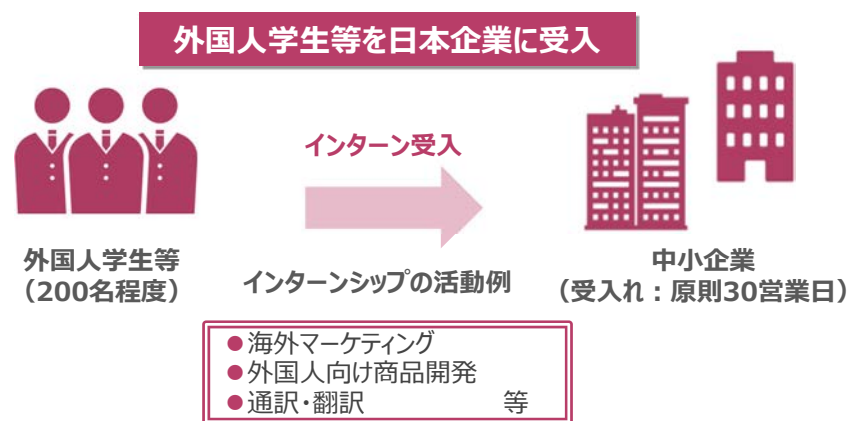 外国人学生等を日本企業に受入
インターン受入
外国人学生等
（200名程度）
インターンシップの活動例
中小企業
（受入れ：原則30営業日）
●海外マーケティング
●外国人向け商品開発
●通訳・翻訳　　　　　等